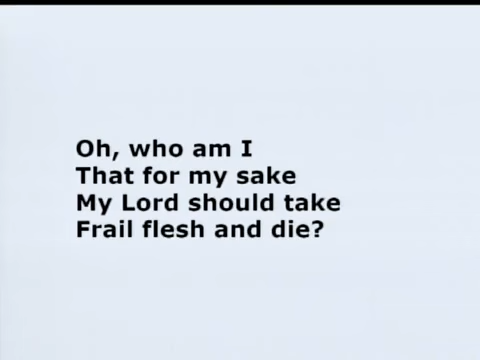 Oh, who am I
That for my sake
My Lord should take
Frail flesh and die?